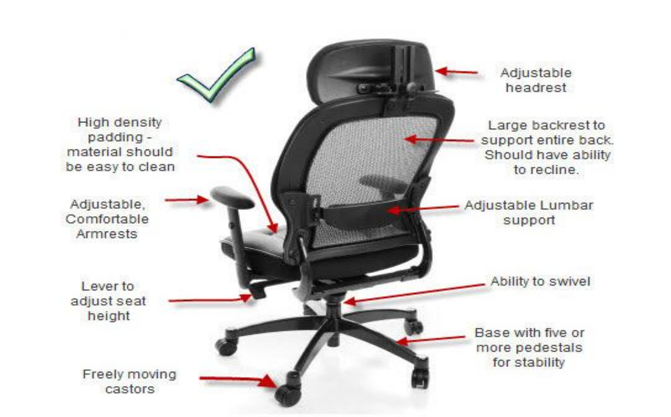 Adjustable
headrest
High density
padding -
material should
be easy to clean
Large backrest to
support entire back.
Should have ability
to recline.
Adjustable,
Comfortable
Armrests
Adjustable Lumbar
support
Lever to
adjust seat
height
Ability to swivel
Base with five or
more pedestals
for stability
Freely moving
castors